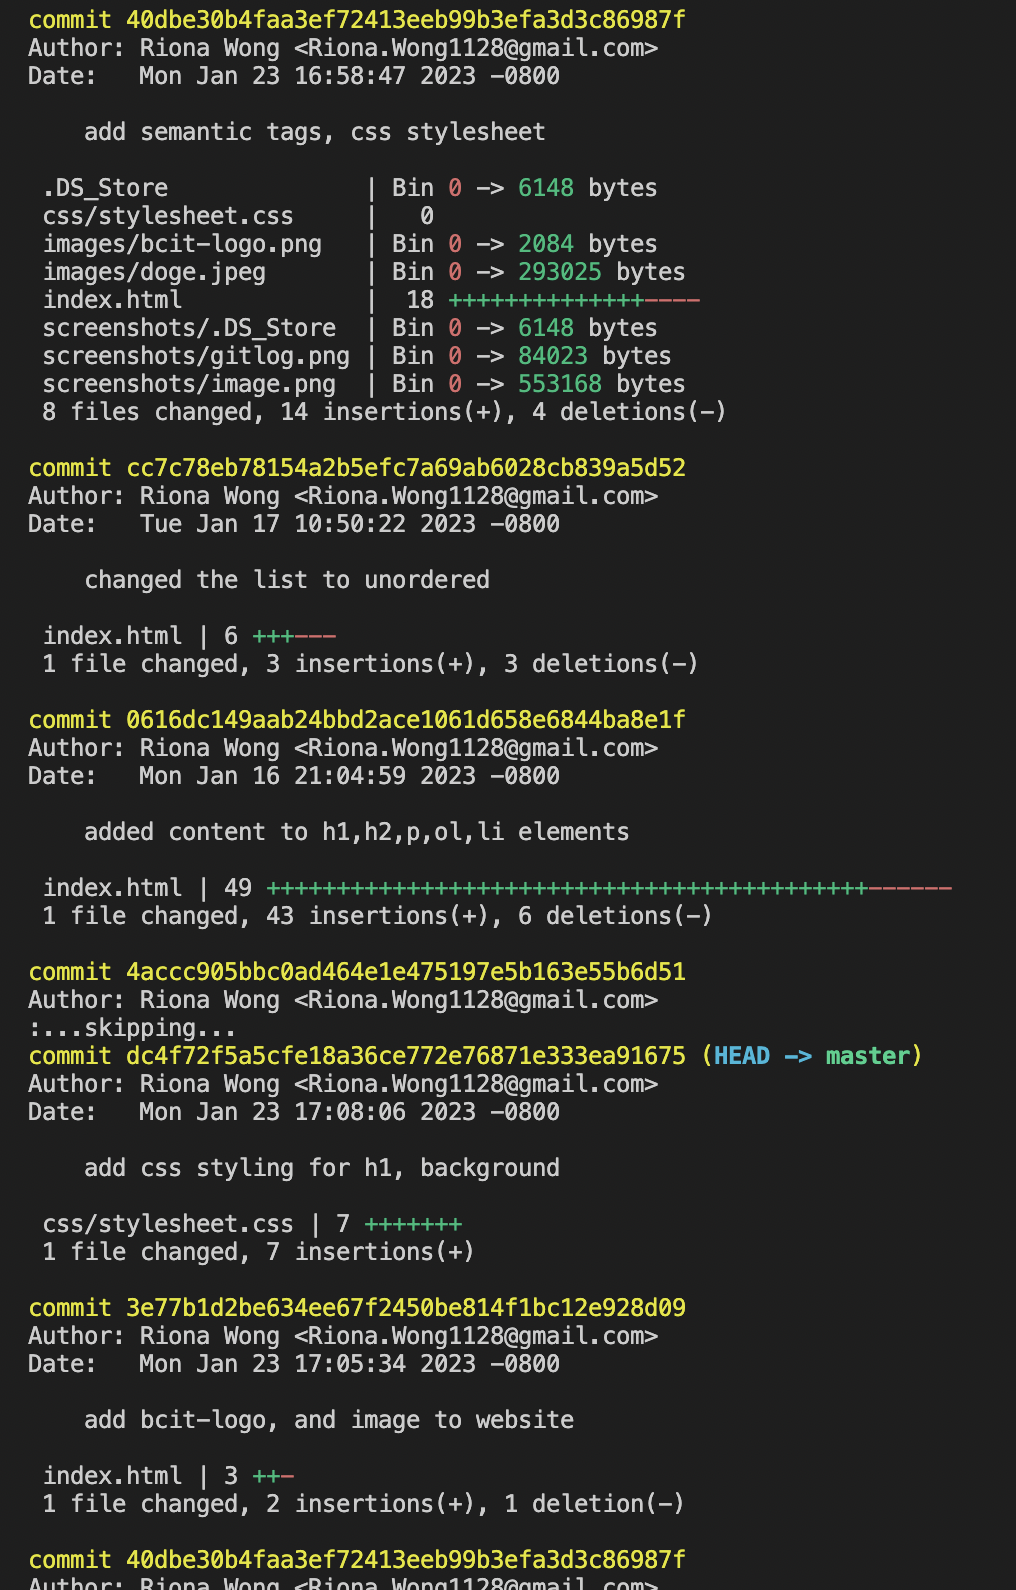 commit 40dbe30b4faa3ef72413eeb99b3efa3d3c86987f
Author: Riona Wong <Riona.Wong1128@gmail.com>
Date:   Mon Jan 23 16:58:47 2023 -0800

    add semantic tags, css stylesheet

 .DS_Store              | Bin 0 -> 6148 bytes
 css/stylesheet.css     |   0
 images/bcit-logo.png   | Bin 0 -> 2084 bytes
 images/doge.jpeg       | Bin 0 -> 293025 bytes
 index.html             |  18 ++++++++++++++----
 screenshots/.DS_Store  | Bin 0 -> 6148 bytes
 screenshots/gitlog.png | Bin 0 -> 84023 bytes
 screenshots/image.png  | Bin 0 -> 553168 bytes
 8 files changed, 14 insertions(+), 4 deletions(-)

commit cc7c78eb78154a2b5efc7a69ab6028cb839a5d52
Author: Riona Wong <Riona.Wong1128@gmail.com>
Date:   Tue Jan 17 10:50:22 2023 -0800

    changed the list to unordered

 index.html | 6 +++---
 1 file changed, 3 insertions(+), 3 deletions(-)

commit 0616dc149aab24bbd2ace1061d658e6844ba8e1f
Author: Riona Wong <Riona.Wong1128@gmail.com>
Date:   Mon Jan 16 21:04:59 2023 -0800

    added content to h1,h2,p,ol,li elements

 index.html | 49 +++++++++++++++++++++++++++++++++++++++++++------
 1 file changed, 43 insertions(+), 6 deletions(-)

commit 4accc905bbc0ad464e1e475197e5b163e55b6d51
Author: Riona Wong <Riona.Wong1128@gmail.com>
:...skipping...
commit dc4f72f5a5cfe18a36ce772e76871e333ea91675 (HEAD -> master)
Author: Riona Wong <Riona.Wong1128@gmail.com>
Date:   Mon Jan 23 17:08:06 2023 -0800

    add css styling for h1, background

 css/stylesheet.css | 7 +++++++
 1 file changed, 7 insertions(+)

commit 3e77b1d2be634ee67f2450be814f1bc12e928d09
Author: Riona Wong <Riona.Wong1128@gmail.com>
Date:   Mon Jan 23 17:05:34 2023 -0800

    add bcit-logo, and image to website

 index.html | 3 ++-
 1 file changed, 2 insertions(+), 1 deletion(-)

commit 40dbe30b4faa3ef72413eeb99b3efa3d3c86987f
Author: Riona Wong <Riona.Wong1128@gmail.com>